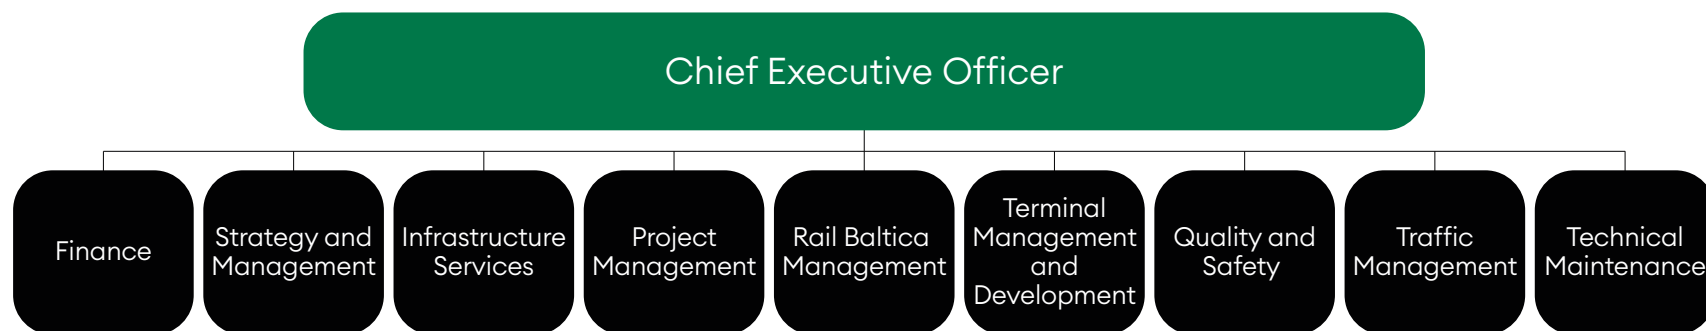 Chief Executive Officer
Finance
Strategy and
Management
Infrastructure
Services
Project
Management
Rail Baltica
Management
Terminal
Management
and
Development
Quality and
Safety
Traffic
Management
Technical
Maintenance